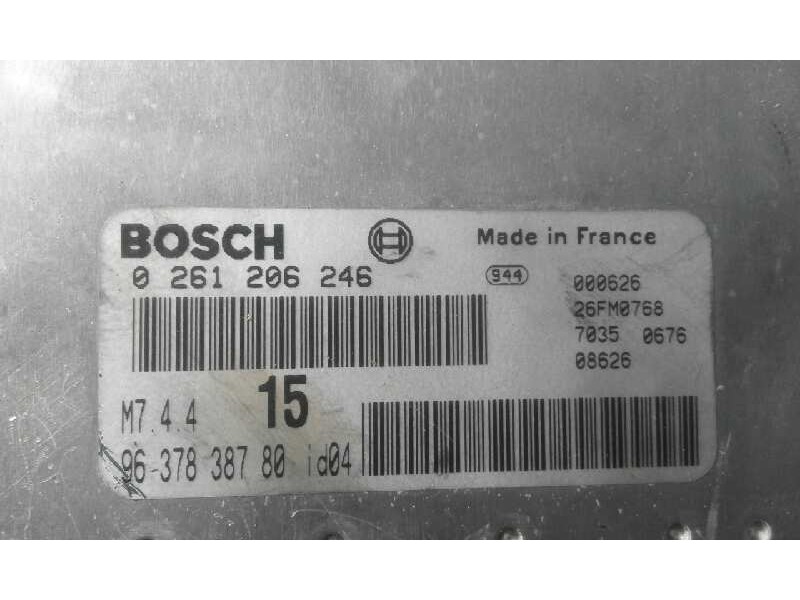 BOSCH Made in France
0 261 206 246 944 000626
26FM0768
7035 0676
08626
M7.4.4 15
96-378 387 80 id04